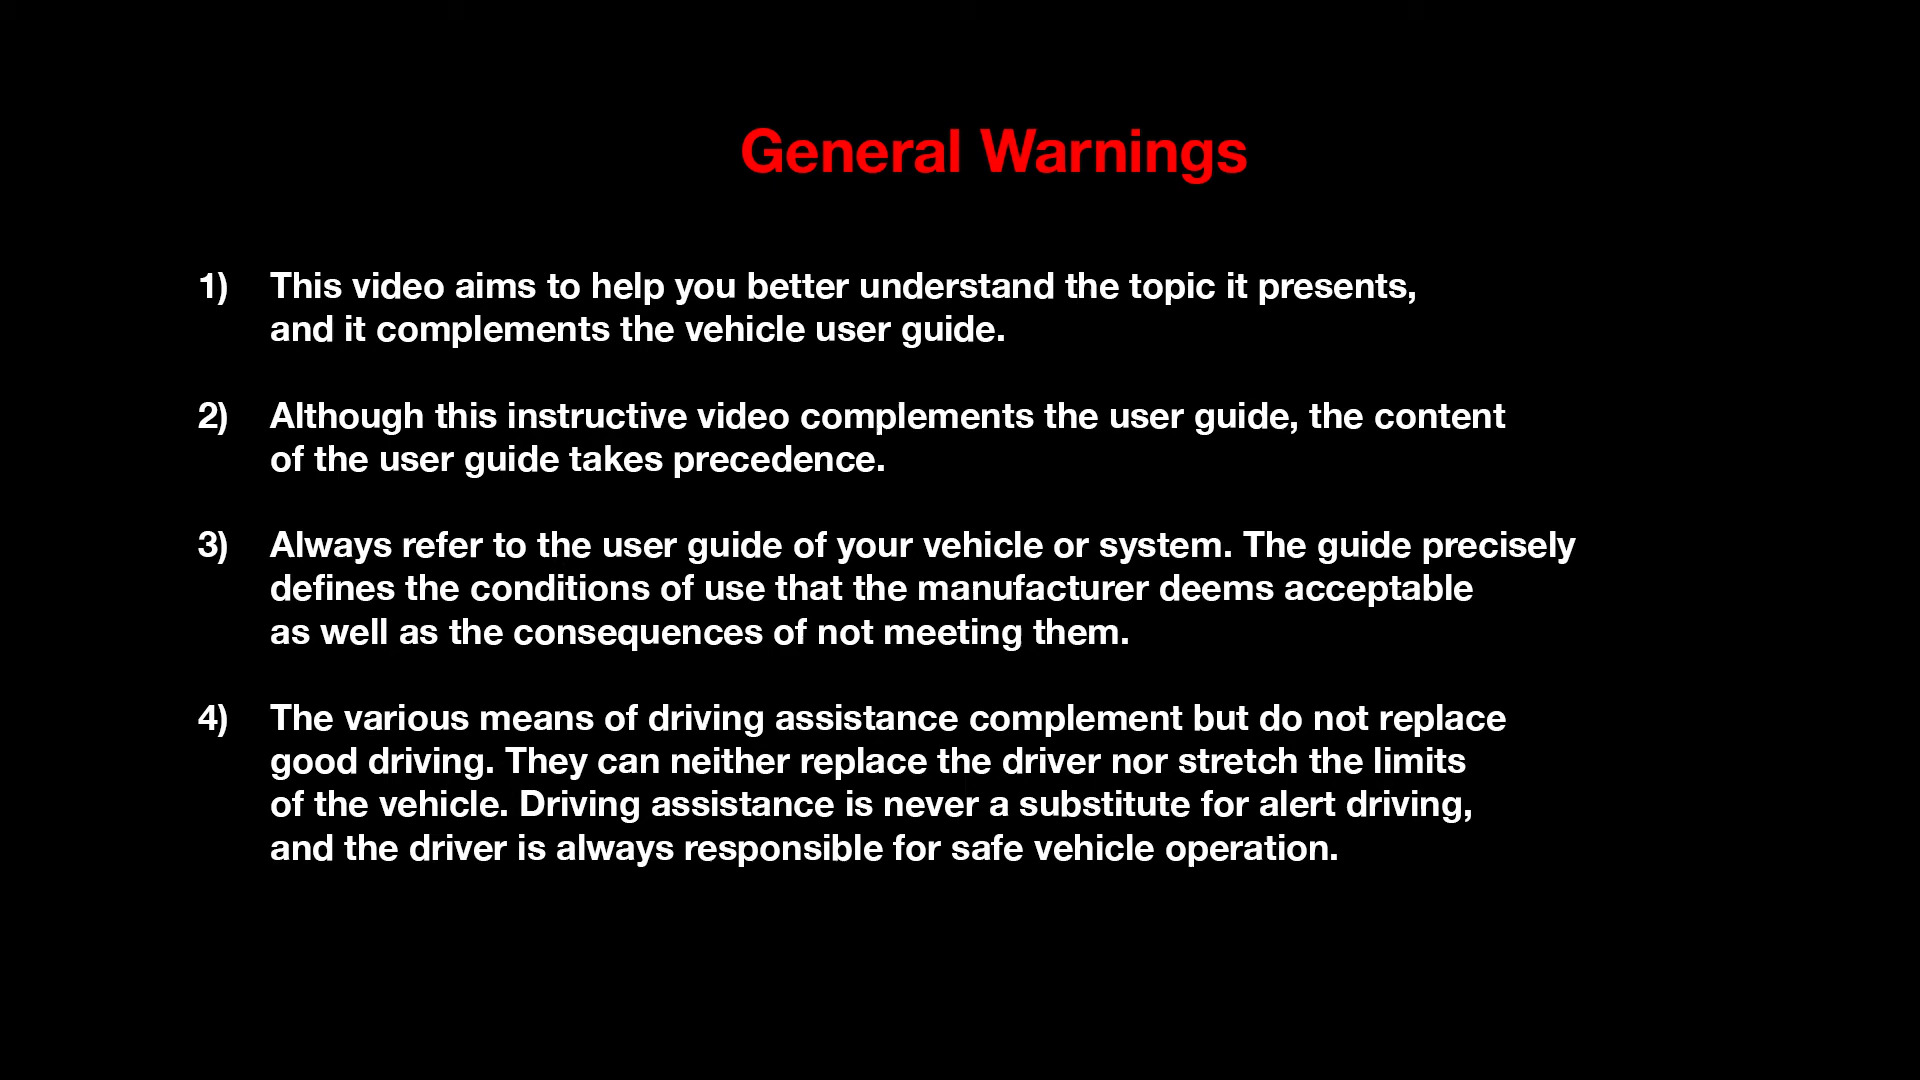 General Warnings
1) This video aims to help you better understand the topic it presents,
and it complements the vehicle user guide.
2) Although this instructive video complements the user guide, the content
of the user guide takes precedence.
3) Always refer to the user guide of your vehicle or system. The guide precisely
defines the conditions of use that the manufacturer deems acceptable
as well as the consequences of not meeting them.
4) The various means of driving assistance complement but do not replace
good driving. They can neither replace the driver nor stretch the limits
of the vehicle. Driving assistance is never a substitute for alert driving,
and the driver is always responsible for safe vehicle operation.